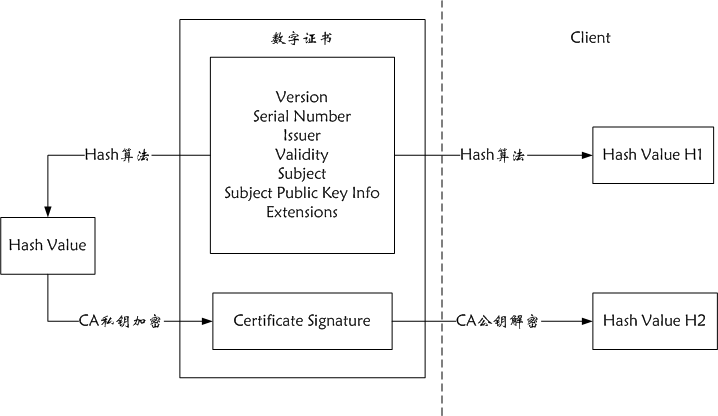 数字证书
Client
Version
Serial Number
Issuer
Validity
Subject
Subject Public Key Info
Extensions
Hash算法
Hash算法
Hash Value H1
Hash Value
CA私钥加密
Certificate Signature
CA公钥解密
Hash Value H2